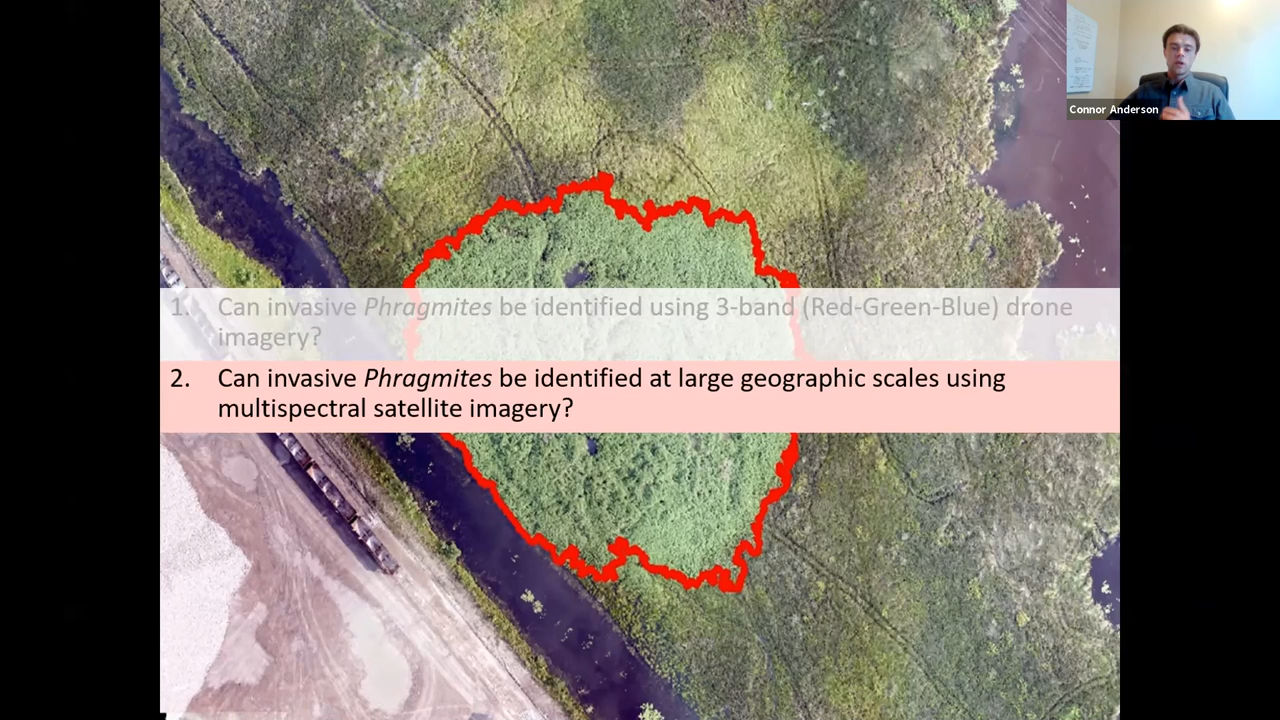 Connor Anderson
1. Can invasive Phragmites be identified using 3-band (Red-Green-Blue) drone
imagery?
2. Can invasive Phragmites be identified at large geographic scales using
multispectral satellite imagery?